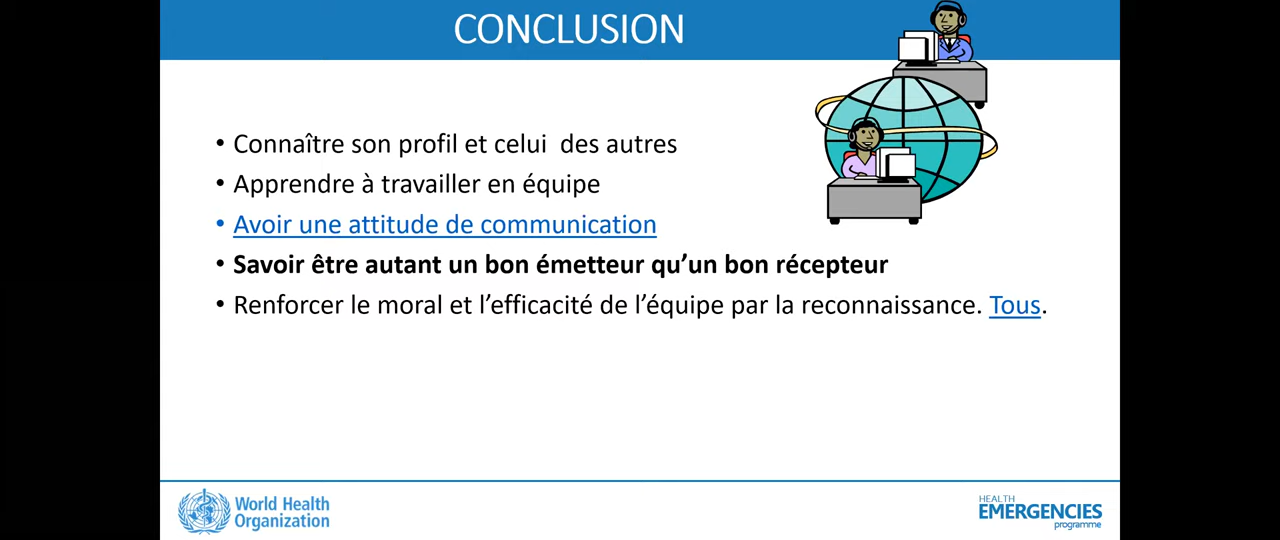 CONCLUSION
• Connaître son profil et celui  des autres
• Apprendre à travailler en équipe
• Avoir une attitude de communication
• Savoir être autant un bon émetteur qu’un bon récepteur
• Renforcer le moral et l’efficacité de l’équipe par la reconnaissance. Tous.
World Health
Organization
HEALTH
EMERGENCIES
programme